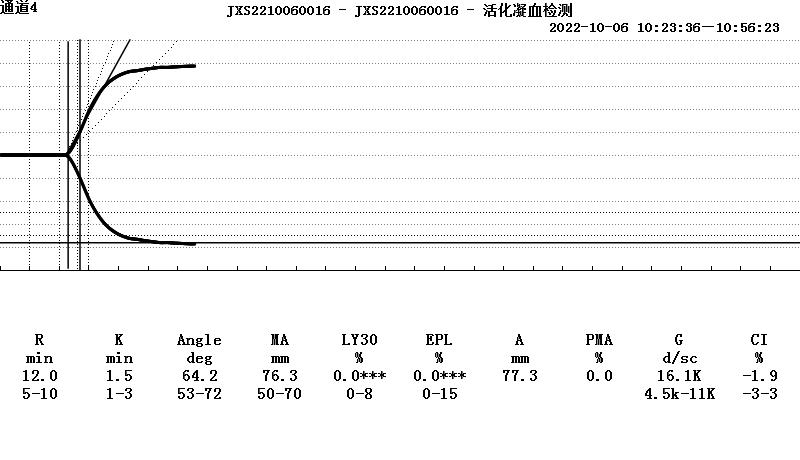 通道4
JXS2210060016 - JXS2210060016 - 活化凝血检测
2022-10-06 10:23:36—10:56:23
R K Angle MA LY30 EPL A PMA G CI
min min deg mm % % mm % d/sc %
12.0 1.5 64.2 76.3 0.0*** 0.0*** 77.3 0.0 16.1K -1.9
5-10 1-3 53-72 50-70 0-8 0-15 4.5k-11K -3-3